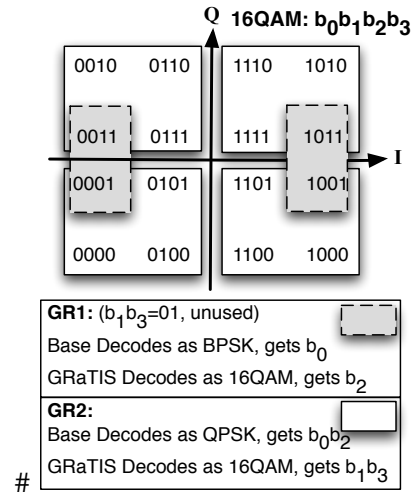 Q 16QAM: b0b1b2b3
0010 0110 1110 1010
0011 0111 1111 1011
I
0001 0101 1101 1001
0000 0100 1100 1000
GR1: (b1b3=01, unused)
Base Decodes as BPSK, gets b0
GRaTIS Decodes as 16QAM, gets b2
GR2:
Base Decodes as QPSK, gets b0b2
GRaTIS Decodes as 16QAM, gets b1b3
#